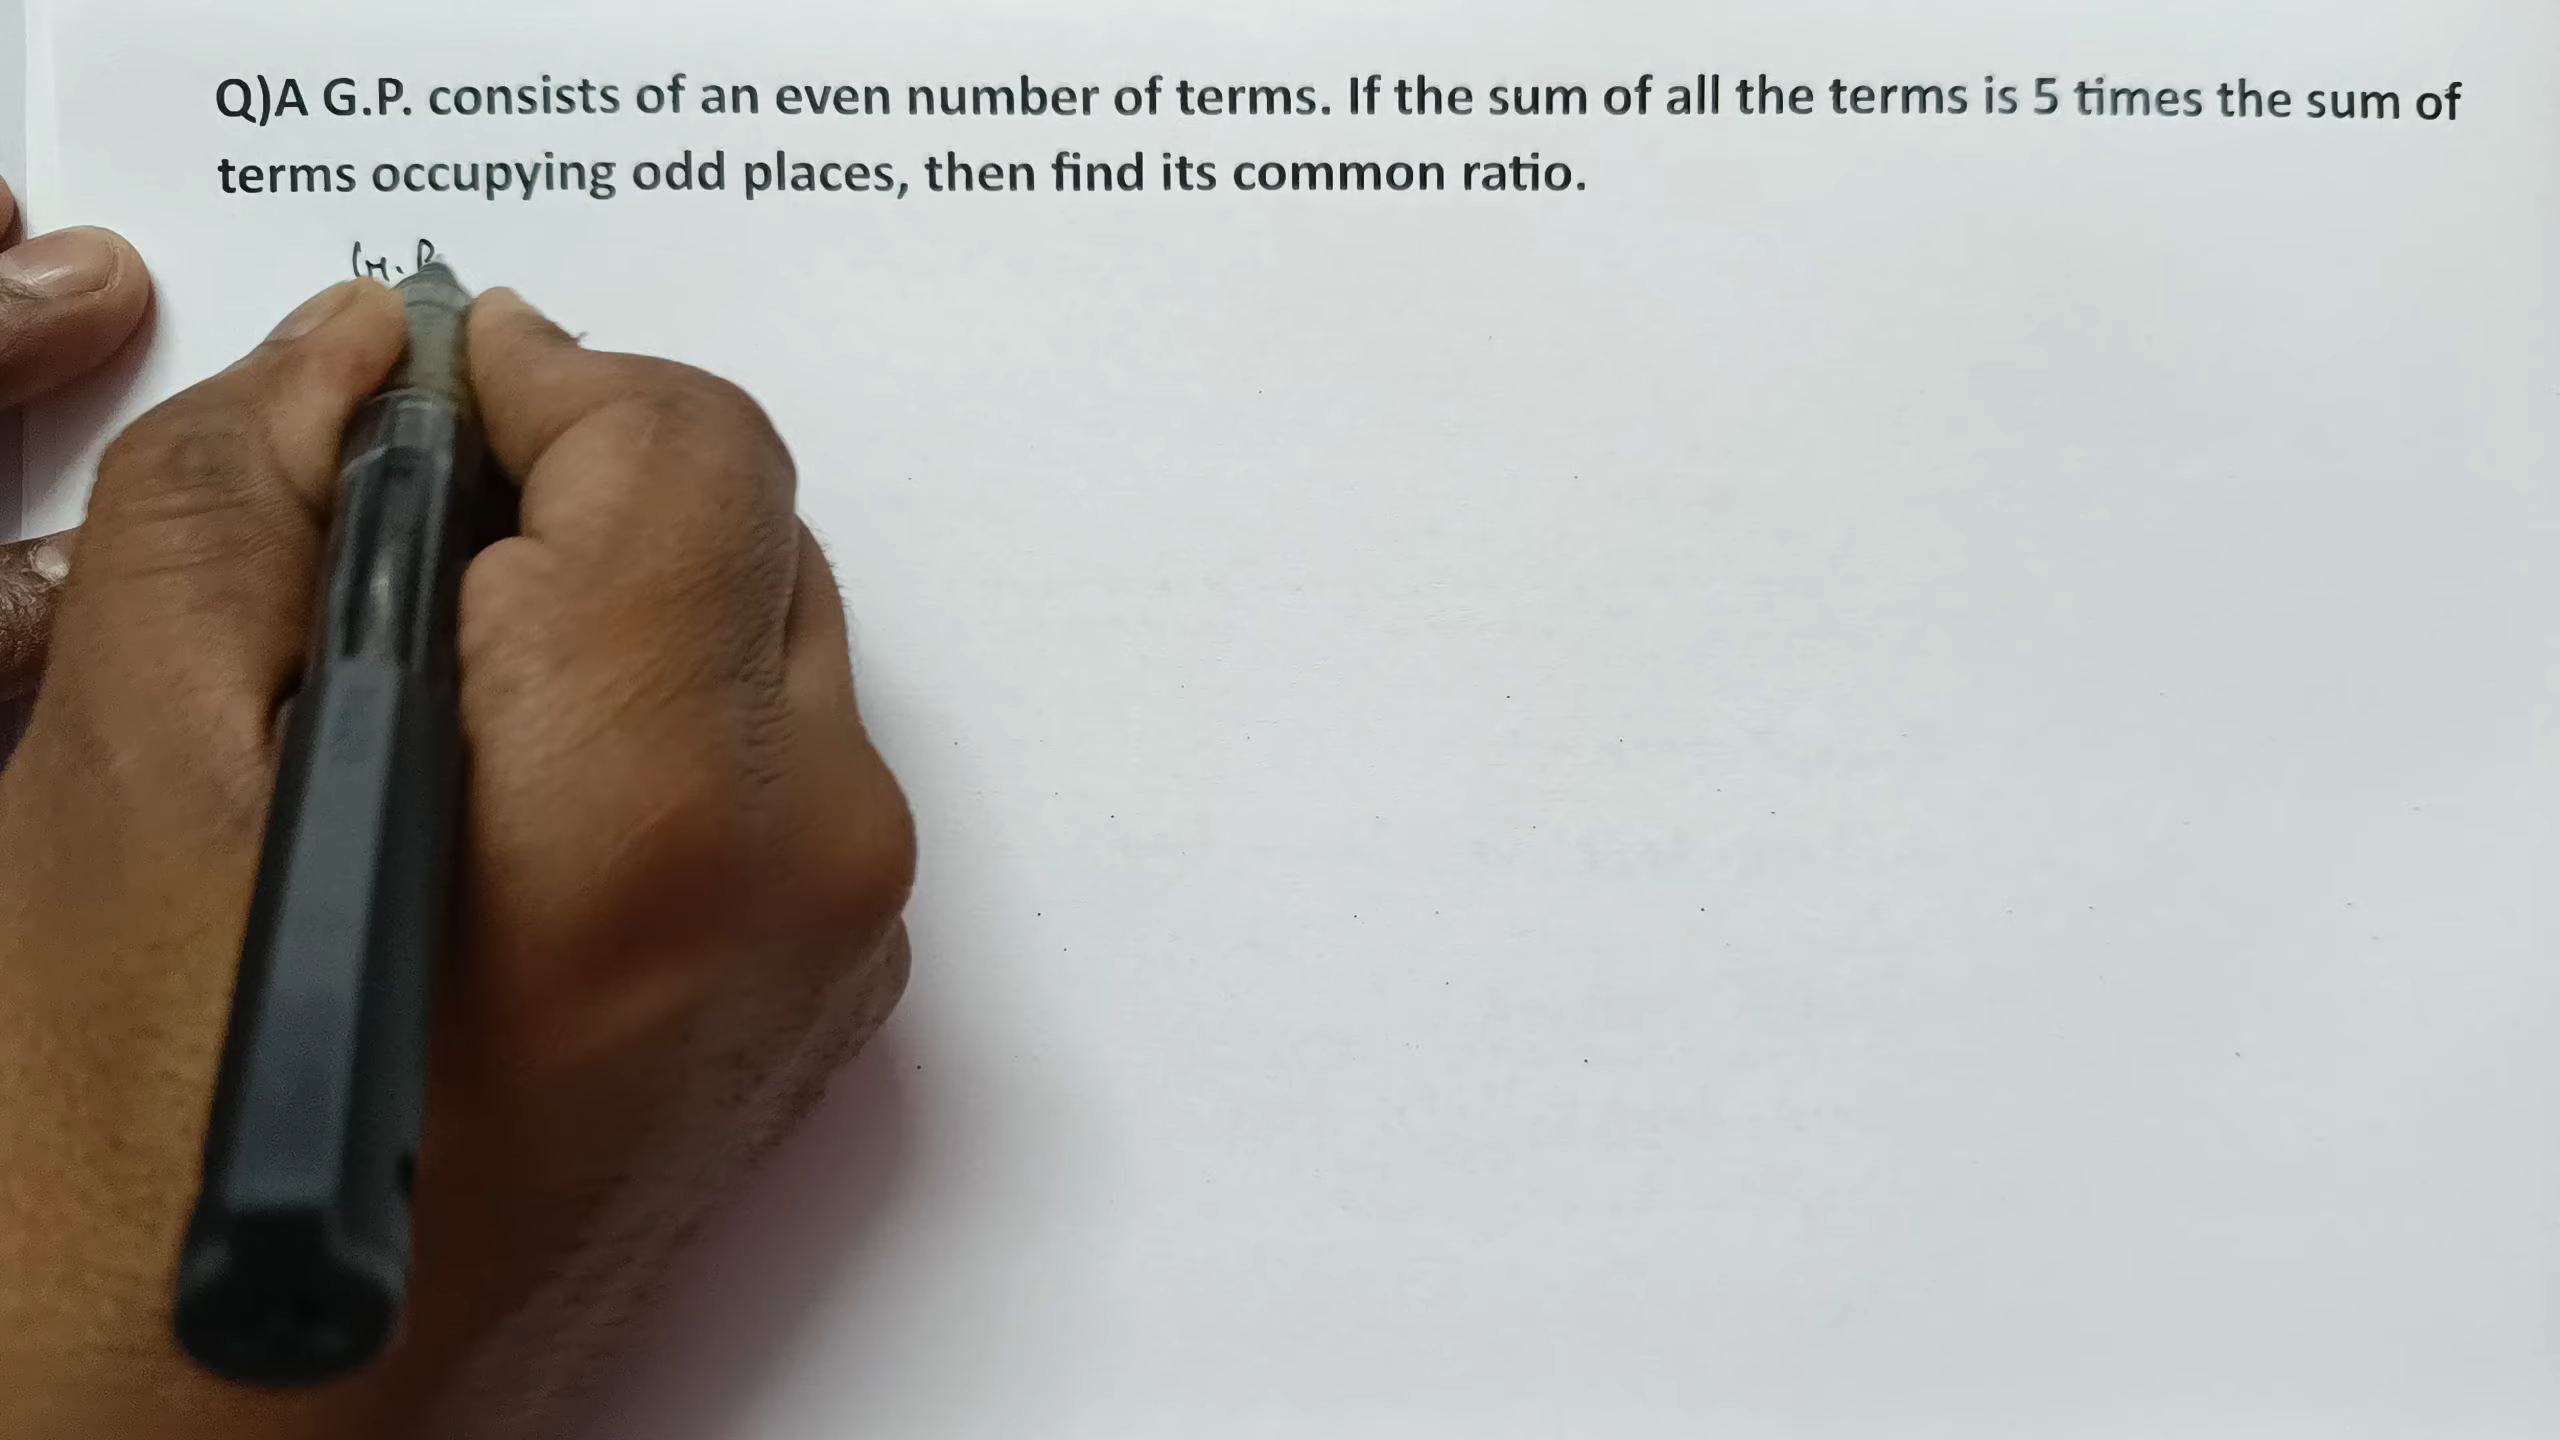 Q)A G.P. consists of an even number of terms. If the sum of all the terms is 5 times the sum of
terms occupying odd places, then find its common ratio.
G.P